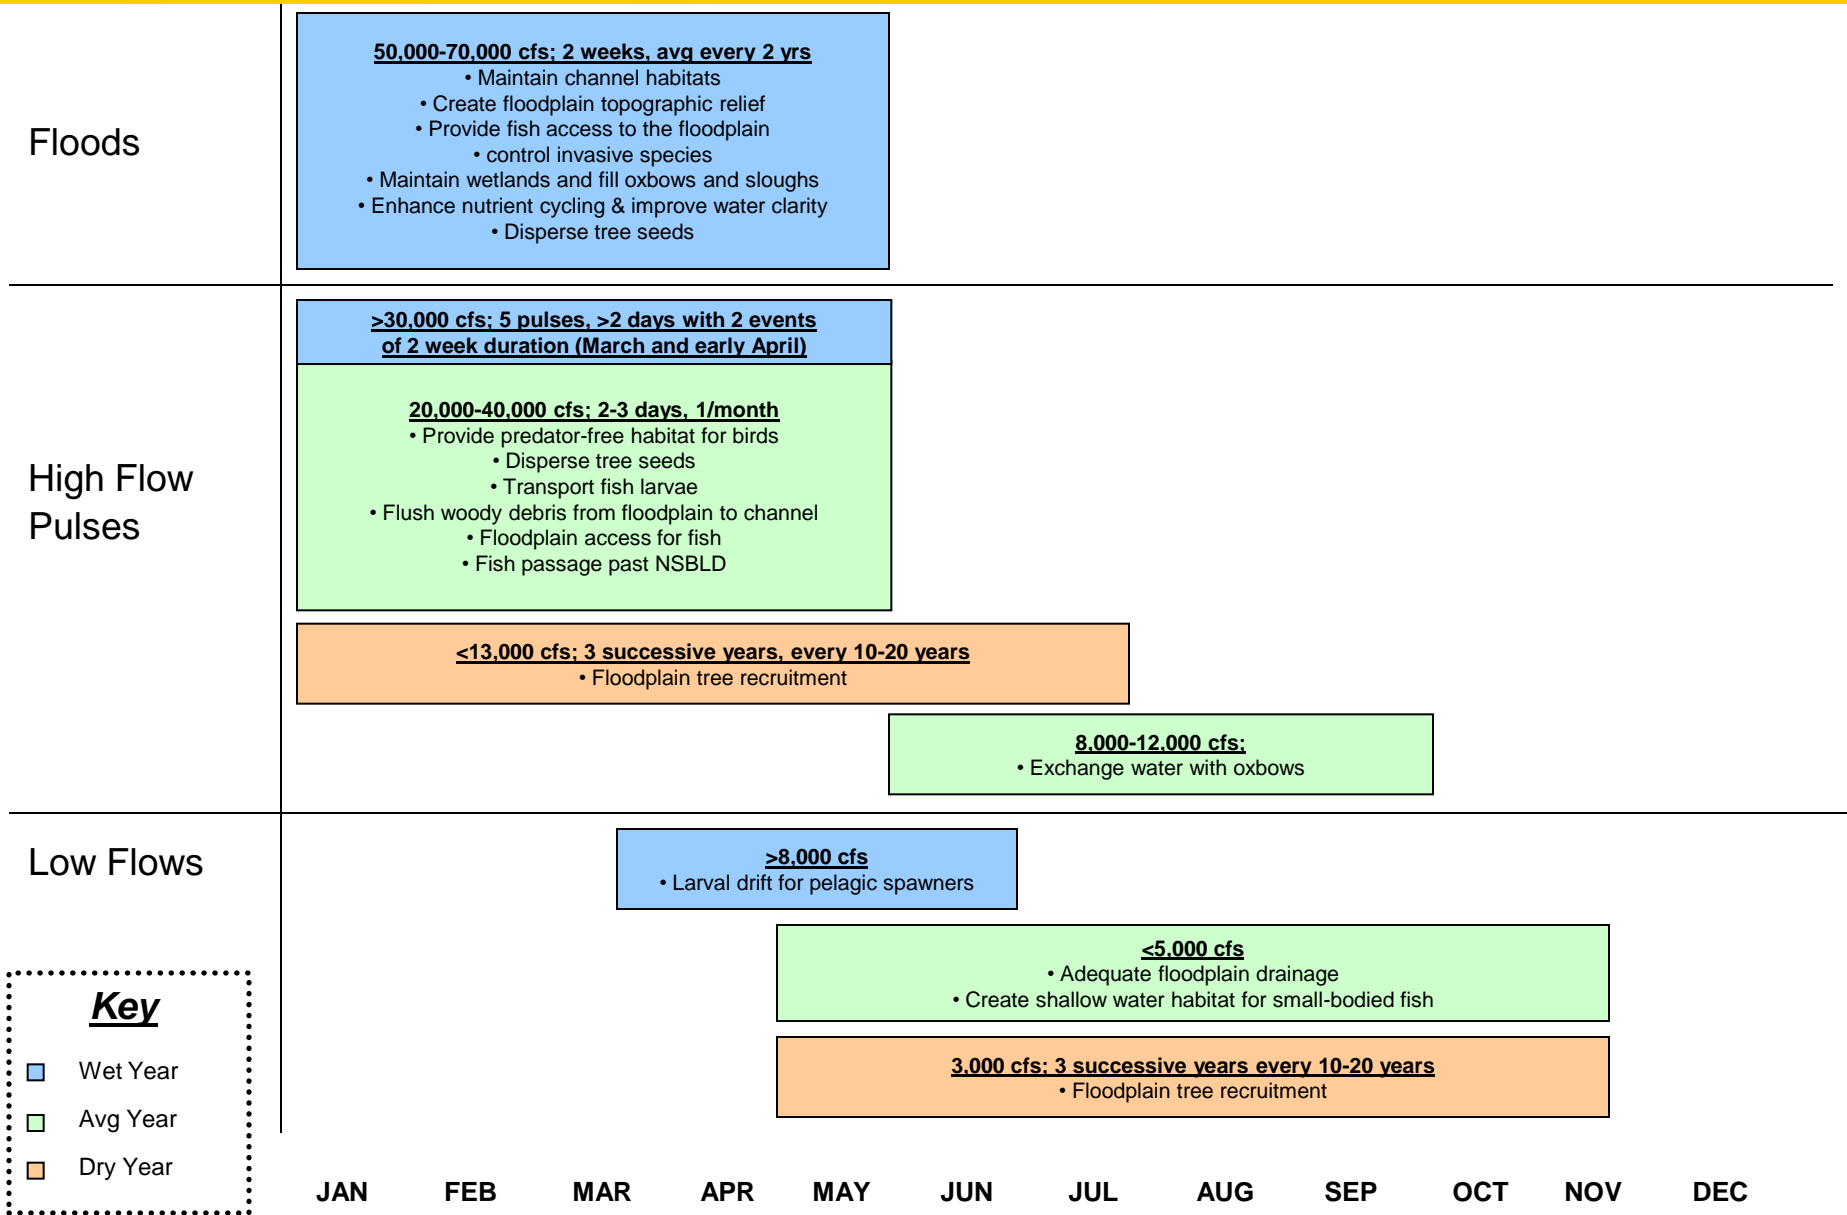 Floods
50,000-70,000 cfs; 2 weeks, avg every 2 yrs
• Maintain channel habitats
• Create floodplain topographic relief
• Provide fish access to the floodplain
• control invasive species
• Maintain wetlands and fill oxbows and sloughs
• Enhance nutrient cycling & improve water clarity
• Disperse tree seeds
High Flow
Pulses
>30,000 cfs; 5 pulses, >2 days with 2 events
of 2 week duration (March and early April)
20,000-40,000 cfs; 2-3 days, 1/month
• Provide predator-free habitat for birds
• Disperse tree seeds
• Transport fish larvae
• Flush woody debris from floodplain to channel
• Floodplain access for fish
• Fish passage past NSBLD
<13,000 cfs; 3 successive years, every 10-20 years
• Floodplain tree recruitment
8,000-12,000 cfs;
• Exchange water with oxbows
Low Flows
>8,000 cfs
• Larval drift for pelagic spawners
<5,000 cfs
• Adequate floodplain drainage
• Create shallow water habitat for small-bodied fish
3,000 cfs; 3 successive years every 10-20 years
• Floodplain tree recruitment
Key
Wet Year
Avg Year
Dry Year
JAN FEB MAR APR MAY JUN JUL AUG SEP OCT NOV DEC